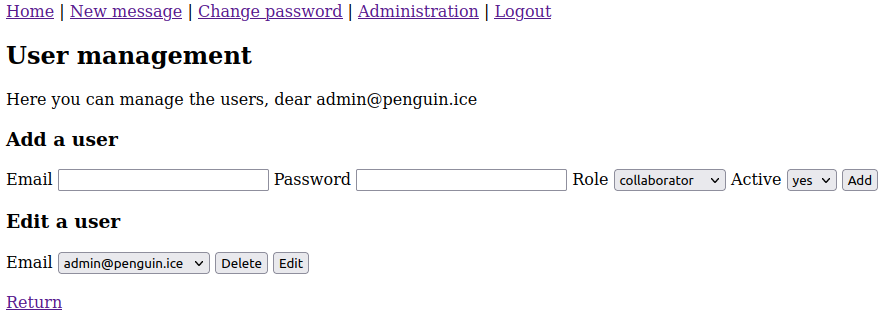 Home | New message | Change password | Administration | Logout
User management
Here you can manage the users, dear admin@penguin.ice
Add a user
Email Password Role collaborator Active yes Add
Edit a user
Email admin@penguin.ice Delete Edit
Return